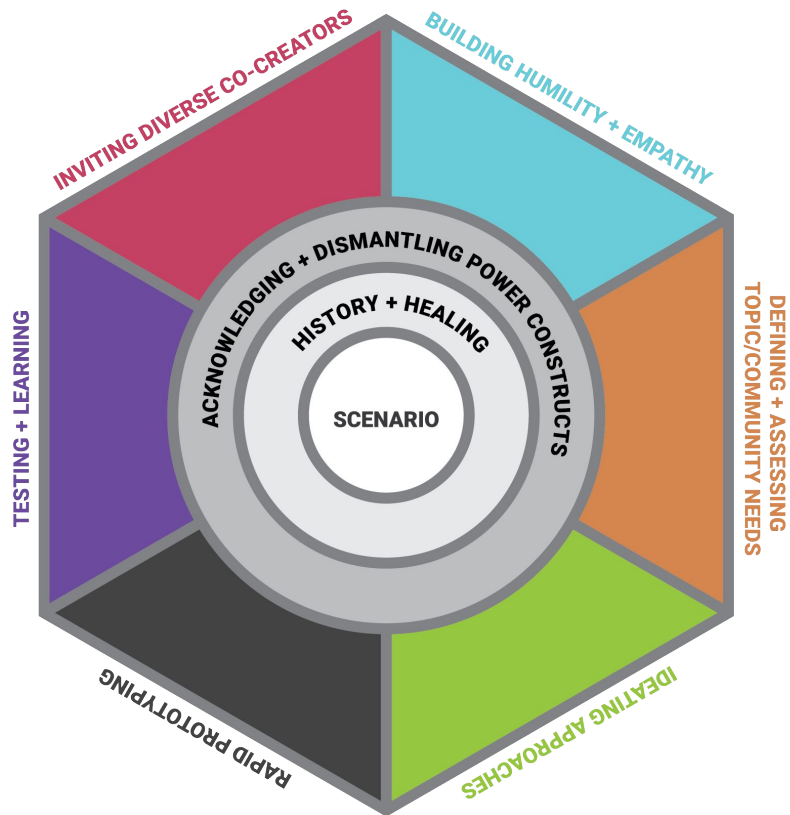 INVITING DIVERSE CO-CREATORS
BUILDING HUMILITY + EMPATHY
DEFINING + ASSESSING
TOPIC/COMMUNITY NEEDS
IDEATING APPROACHES
RAPID PROTOTYPING
TESTING + LEARNING
ACKNOWLEDGING + DISMANTLING POWER CONSTRUCTS
HISTORY + HEALING
SCENARIO